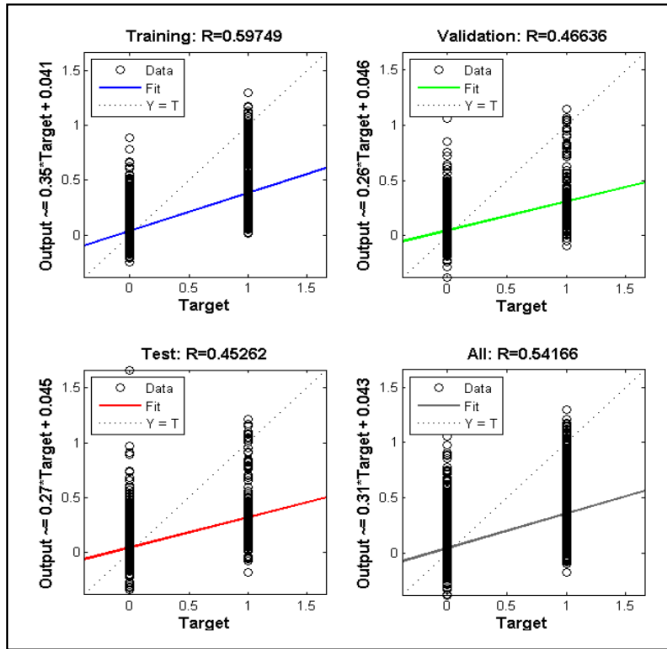 Training: R=0.59749
Output ~= 0.35*Target + 0.041
1.5
1
0.5
0
Data
Fit
Y = T
0
0.5
1
1.5
Target
Validation: R=0.46636
Output ~= 0.26*Target + 0.046
1.5
1
0.5
0
Data
Fit
Y = T
0
0.5
1
1.5
Target
Test: R=0.45262
Output ~= 0.27*Target + 0.045
1.5
1
0.5
0
Data
Fit
Y = T
0
0.5
1
1.5
Target
All: R=0.54166
Output ~= 0.31*Target + 0.043
1.5
1
0.5
0
Data
Fit
Y = T
0
0.5
1
1.5
Target